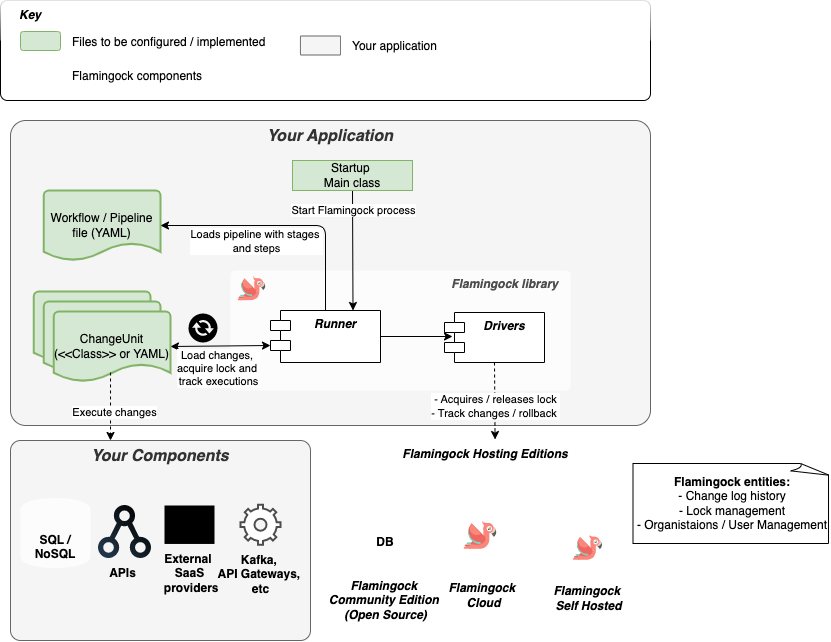 Key
Files to be configured / implemented
Your application
Flamingock components
Your Application
Startup
Main class
Start Flamingock process
Workflow / Pipeline
file (YAML)
Loads pipeline with stages
and steps
Flamingock library
Runner
Drivers
ChangeUnit
(<<Class>> or YAML)
Load changes,
acquire lock and
track executions
- Acquires / releases lock
- Track changes / rollback
Execute changes
Your Components
Flamingock Hosting Editions
Flamingock entities:
- Change log history
- Lock management
- Organistaions / User Management
SQL /
NoSQL
APIs
External
SaaS
providers
Kafka,
API Gateways,
etc
DB
Flamingock
Community Edition
(Open Source)
Flamingock
Cloud
Flamingock
Self Hosted